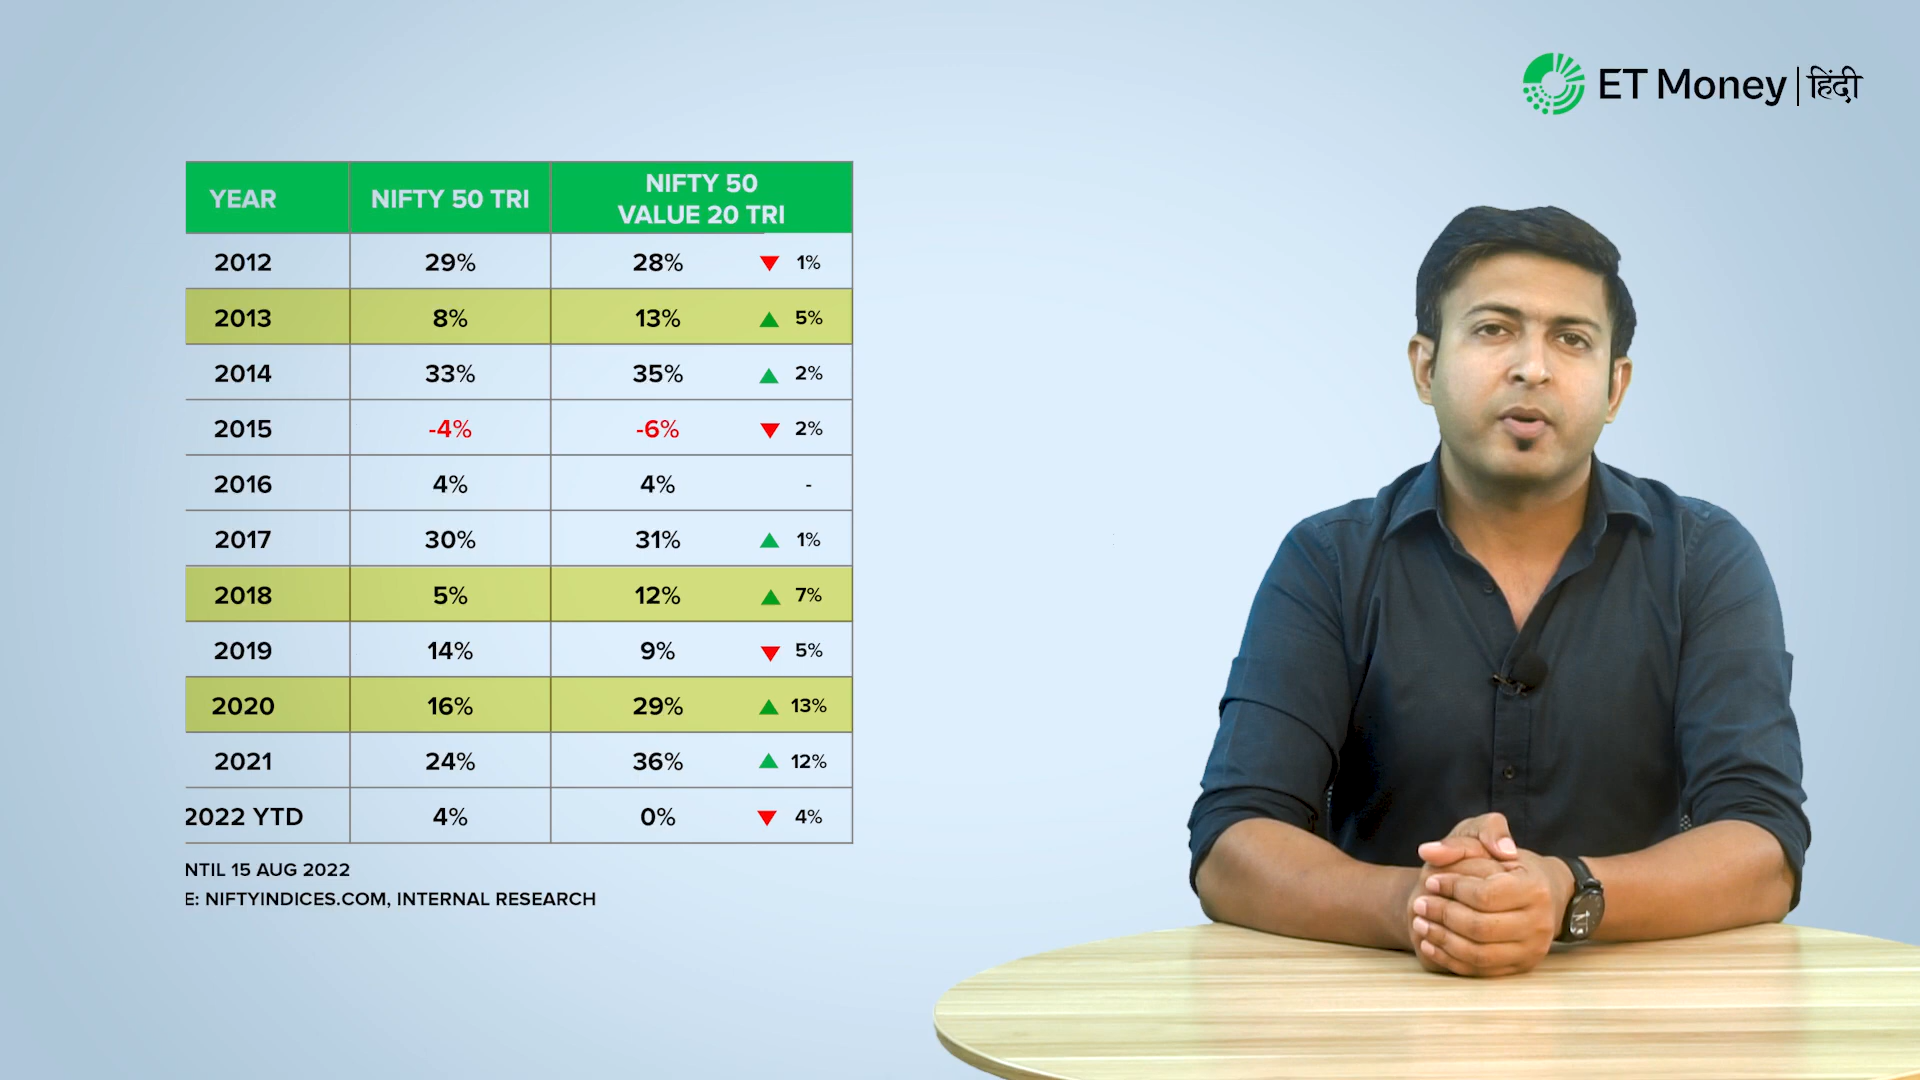 ET Money | हिंदी
YEAR NIFTY 50 TRI NIFTY 50 VALUE 20 TRI
2012 29% 28% ▼ 1%
2013 8% 13% ▲ 5%
2014 33% 35% ▲ 2%
2015 -4% -6% ▼ 2%
2016 4% 4% -
2017 30% 31% ▲ 1%
2018 5% 12% ▲ 7%
2019 14% 9% ▼ 5%
2020 16% 29% ▲ 13%
2021 24% 36% ▲ 12%
2022 YTD 4% 0% ▼ 4%
NTIL 15 AUG 2022
E: NIFTYINDICES.COM, INTERNAL RESEARCH